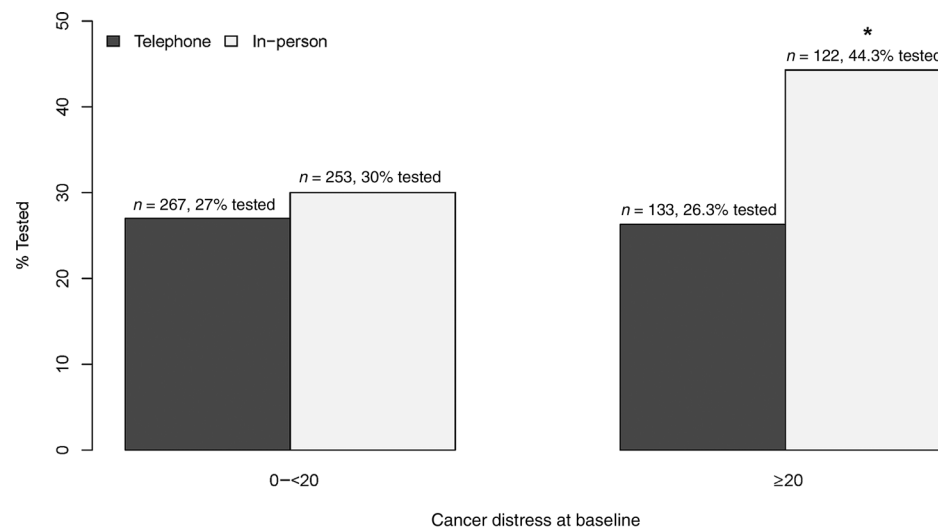 50
Telephone In-person
*
n = 122, 44.3% tested
40
n = 253, 30% tested
30
n = 267, 27% tested
n = 133, 26.3% tested
% Tested
20
10
0
0–<20 ≥20
Cancer distress at baseline